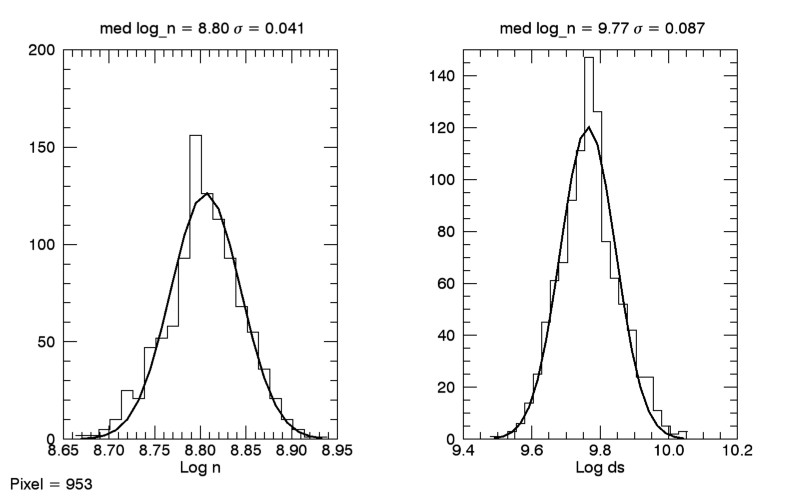 med log_n = 8.80 σ = 0.041
med log_n = 9.77 σ = 0.087
200
150
100
50
0
8.65 8.70 8.75 8.80 8.85 8.90 8.95
Log n
140
120
100
80
60
40
20
0
9.4 9.6 9.8 10.0 10.2
Log ds
Pixel = 953